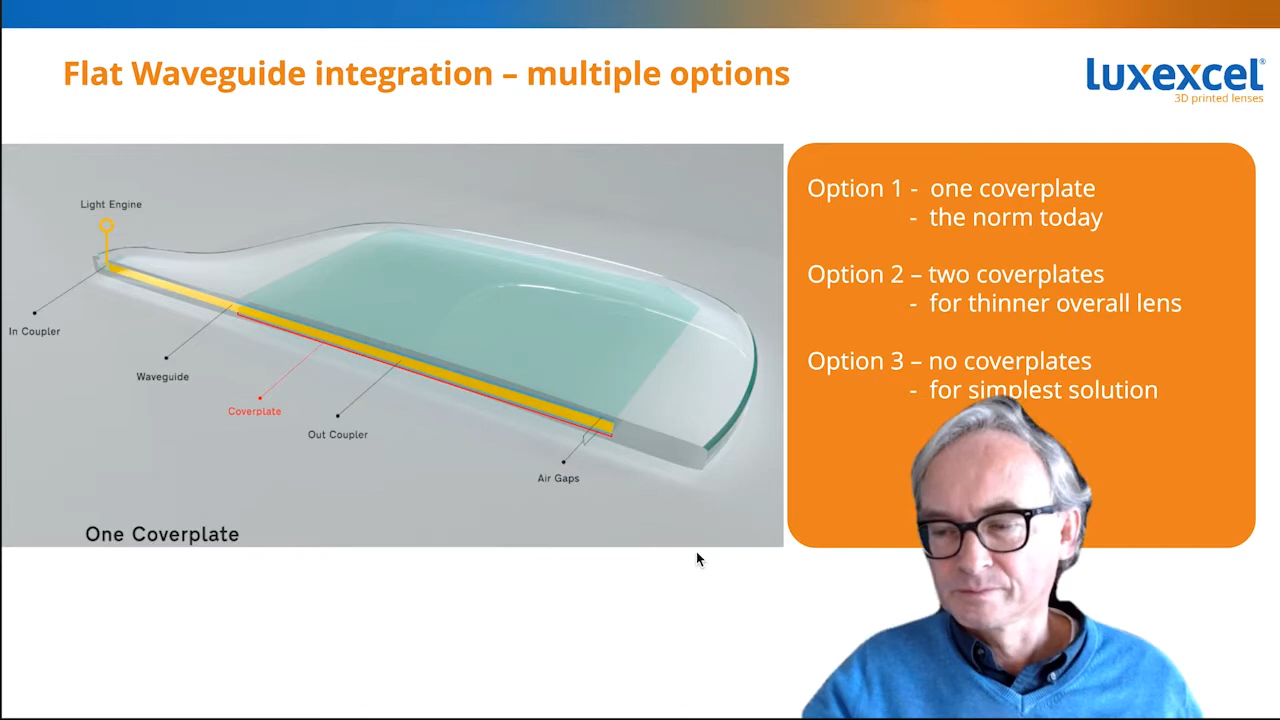 Flat Waveguide integration – multiple options
luxexcel®
3D printed lenses
Light Engine
In Coupler
Waveguide
Coverplate
Out Coupler
Air Gaps
One Coverplate
Option 1 - one coverplate
- the norm today
Option 2 – two coverplates
- for thinner overall lens
Option 3 – no coverplates
- for simplest solution